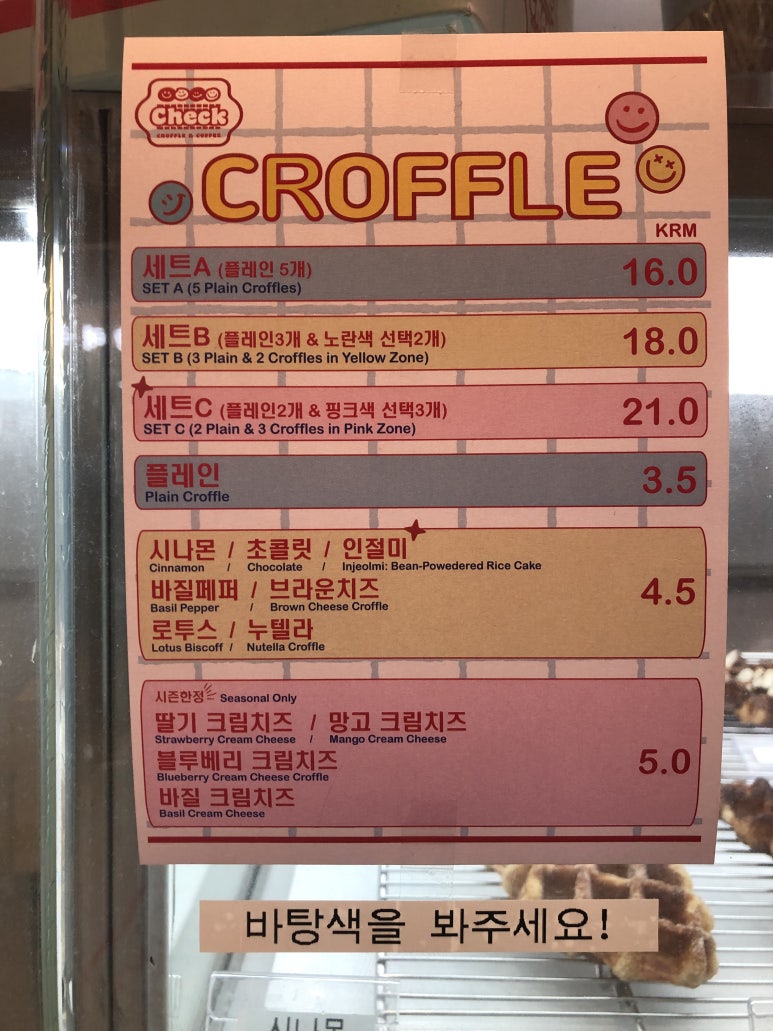 Check
CROFFLE & COFFEE
CROFFLE
KRM
세트A (플레인 5개) 16.0
SET A (5 Plain Croffles)
세트B (플레인3개 & 노란색 선택2개) 18.0
SET B (3 Plain & 2 Croffles in Yellow Zone)
세트C (플레인2개 & 핑크색 선택3개) 21.0
SET C (2 Plain & 3 Croffles in Pink Zone)
플레인 3.5
Plain Croffle
시나몬 / 초콜릿 / 인절미
Cinnamon / Chocolate / Injeolmi: Bean-Powedered Rice Cake
바질페퍼 / 브라운치즈 4.5
Basil Pepper / Brown Cheese Croffle
로투스 / 누텔라
Lotus Biscoff / Nutella Croffle
시즌한정 Seasonal Only
딸기 크림치즈 / 망고 크림치즈
Strawberry Cream Cheese / Mango Cream Cheese
블루베리 크림치즈 5.0
Blueberry Cream Cheese Croffle
바질 크림치즈
Basil Cream Cheese
바탕색을 봐주세요!
시나몬